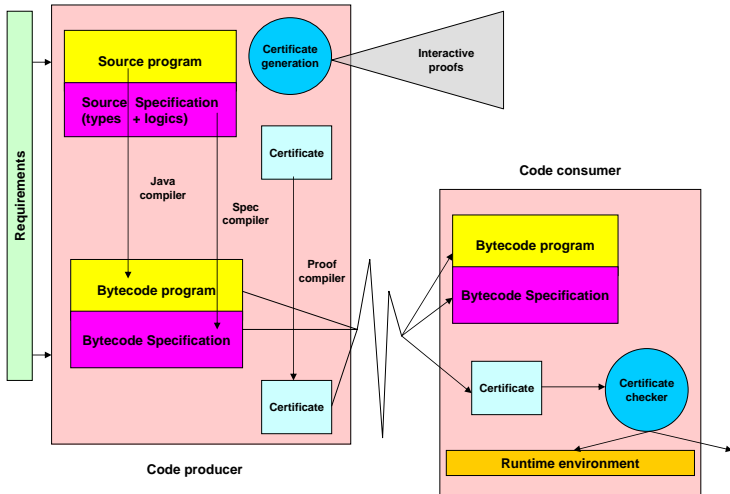 Requirements
Source program
Source Specification
(types + logics)
Certificate
generation
Interactive
proofs
Certificate
Java
compiler
Spec
compiler
Proof
compiler
Bytecode program
Bytecode Specification
Certificate
Code producer
Code consumer
Bytecode program
Bytecode Specification
Certificate
Certificate
checker
Runtime environment